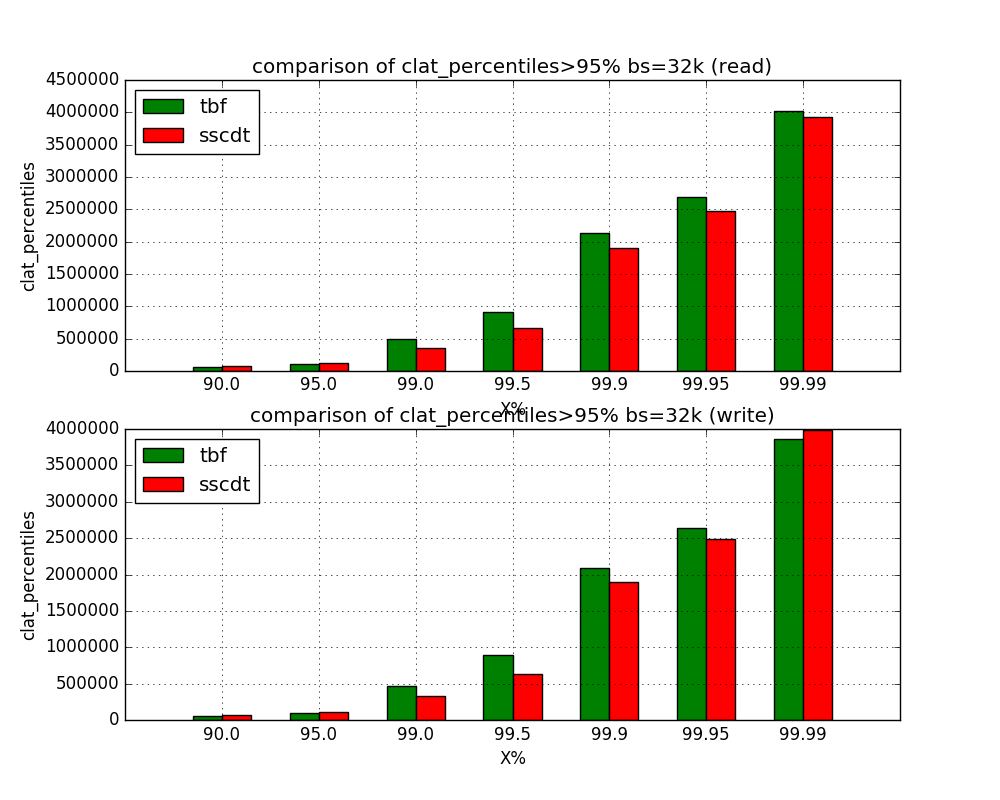 comparison of clat_percentiles>95% bs=32k (read)
4500000
4000000
3500000
3000000
2500000
2000000
1500000
1000000
500000
0
clat_percentiles
tbf
sscdt
90.0 95.0 99.0 99.5 99.9 99.95 99.99
X%
comparison of clat_percentiles>95% bs=32k (write)
4000000
3500000
3000000
2500000
2000000
1500000
1000000
500000
0
clat_percentiles
tbf
sscdt
90.0 95.0 99.0 99.5 99.9 99.95 99.99
X%